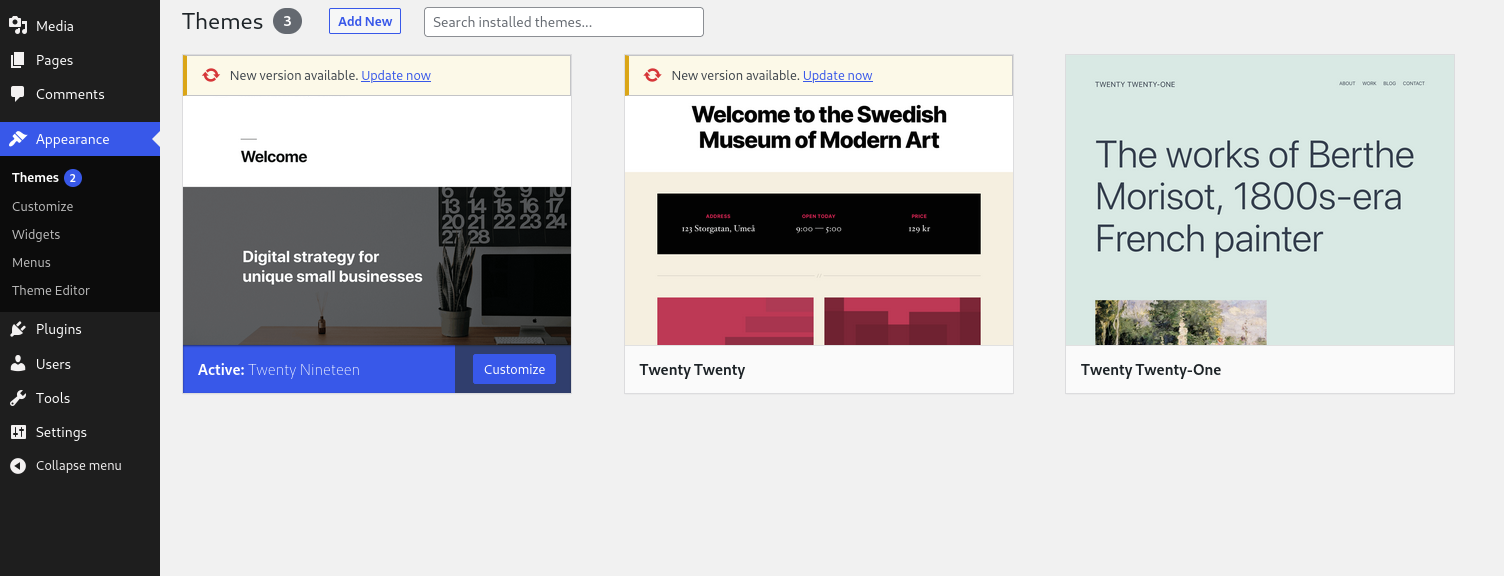 Media
Pages
Comments
Appearance
Themes 2
Customize
Widgets
Menus
Theme Editor
Plugins
Users
Tools
Settings
Collapse menu
Themes 3 Add New Search installed themes...
New version available. Update now
Welcome
6 7 8 9 10
13 14 15 16 17
20 21 22 23 24
27 28
Digital strategy for
unique small businesses
Active: Twenty Nineteen Customize
New version available. Update now
Welcome to the Swedish
Museum of Modern Art
ADDRESS OPEN TODAY PRICE
123 Storgatan, Umeå 9:00 — 5:00 129 kr
Twenty Twenty
TWENTY TWENTY-ONE ABOUT WORK BLOG CONTACT
The works of Berthe
Morisot, 1800s-era
French painter
Twenty Twenty-One